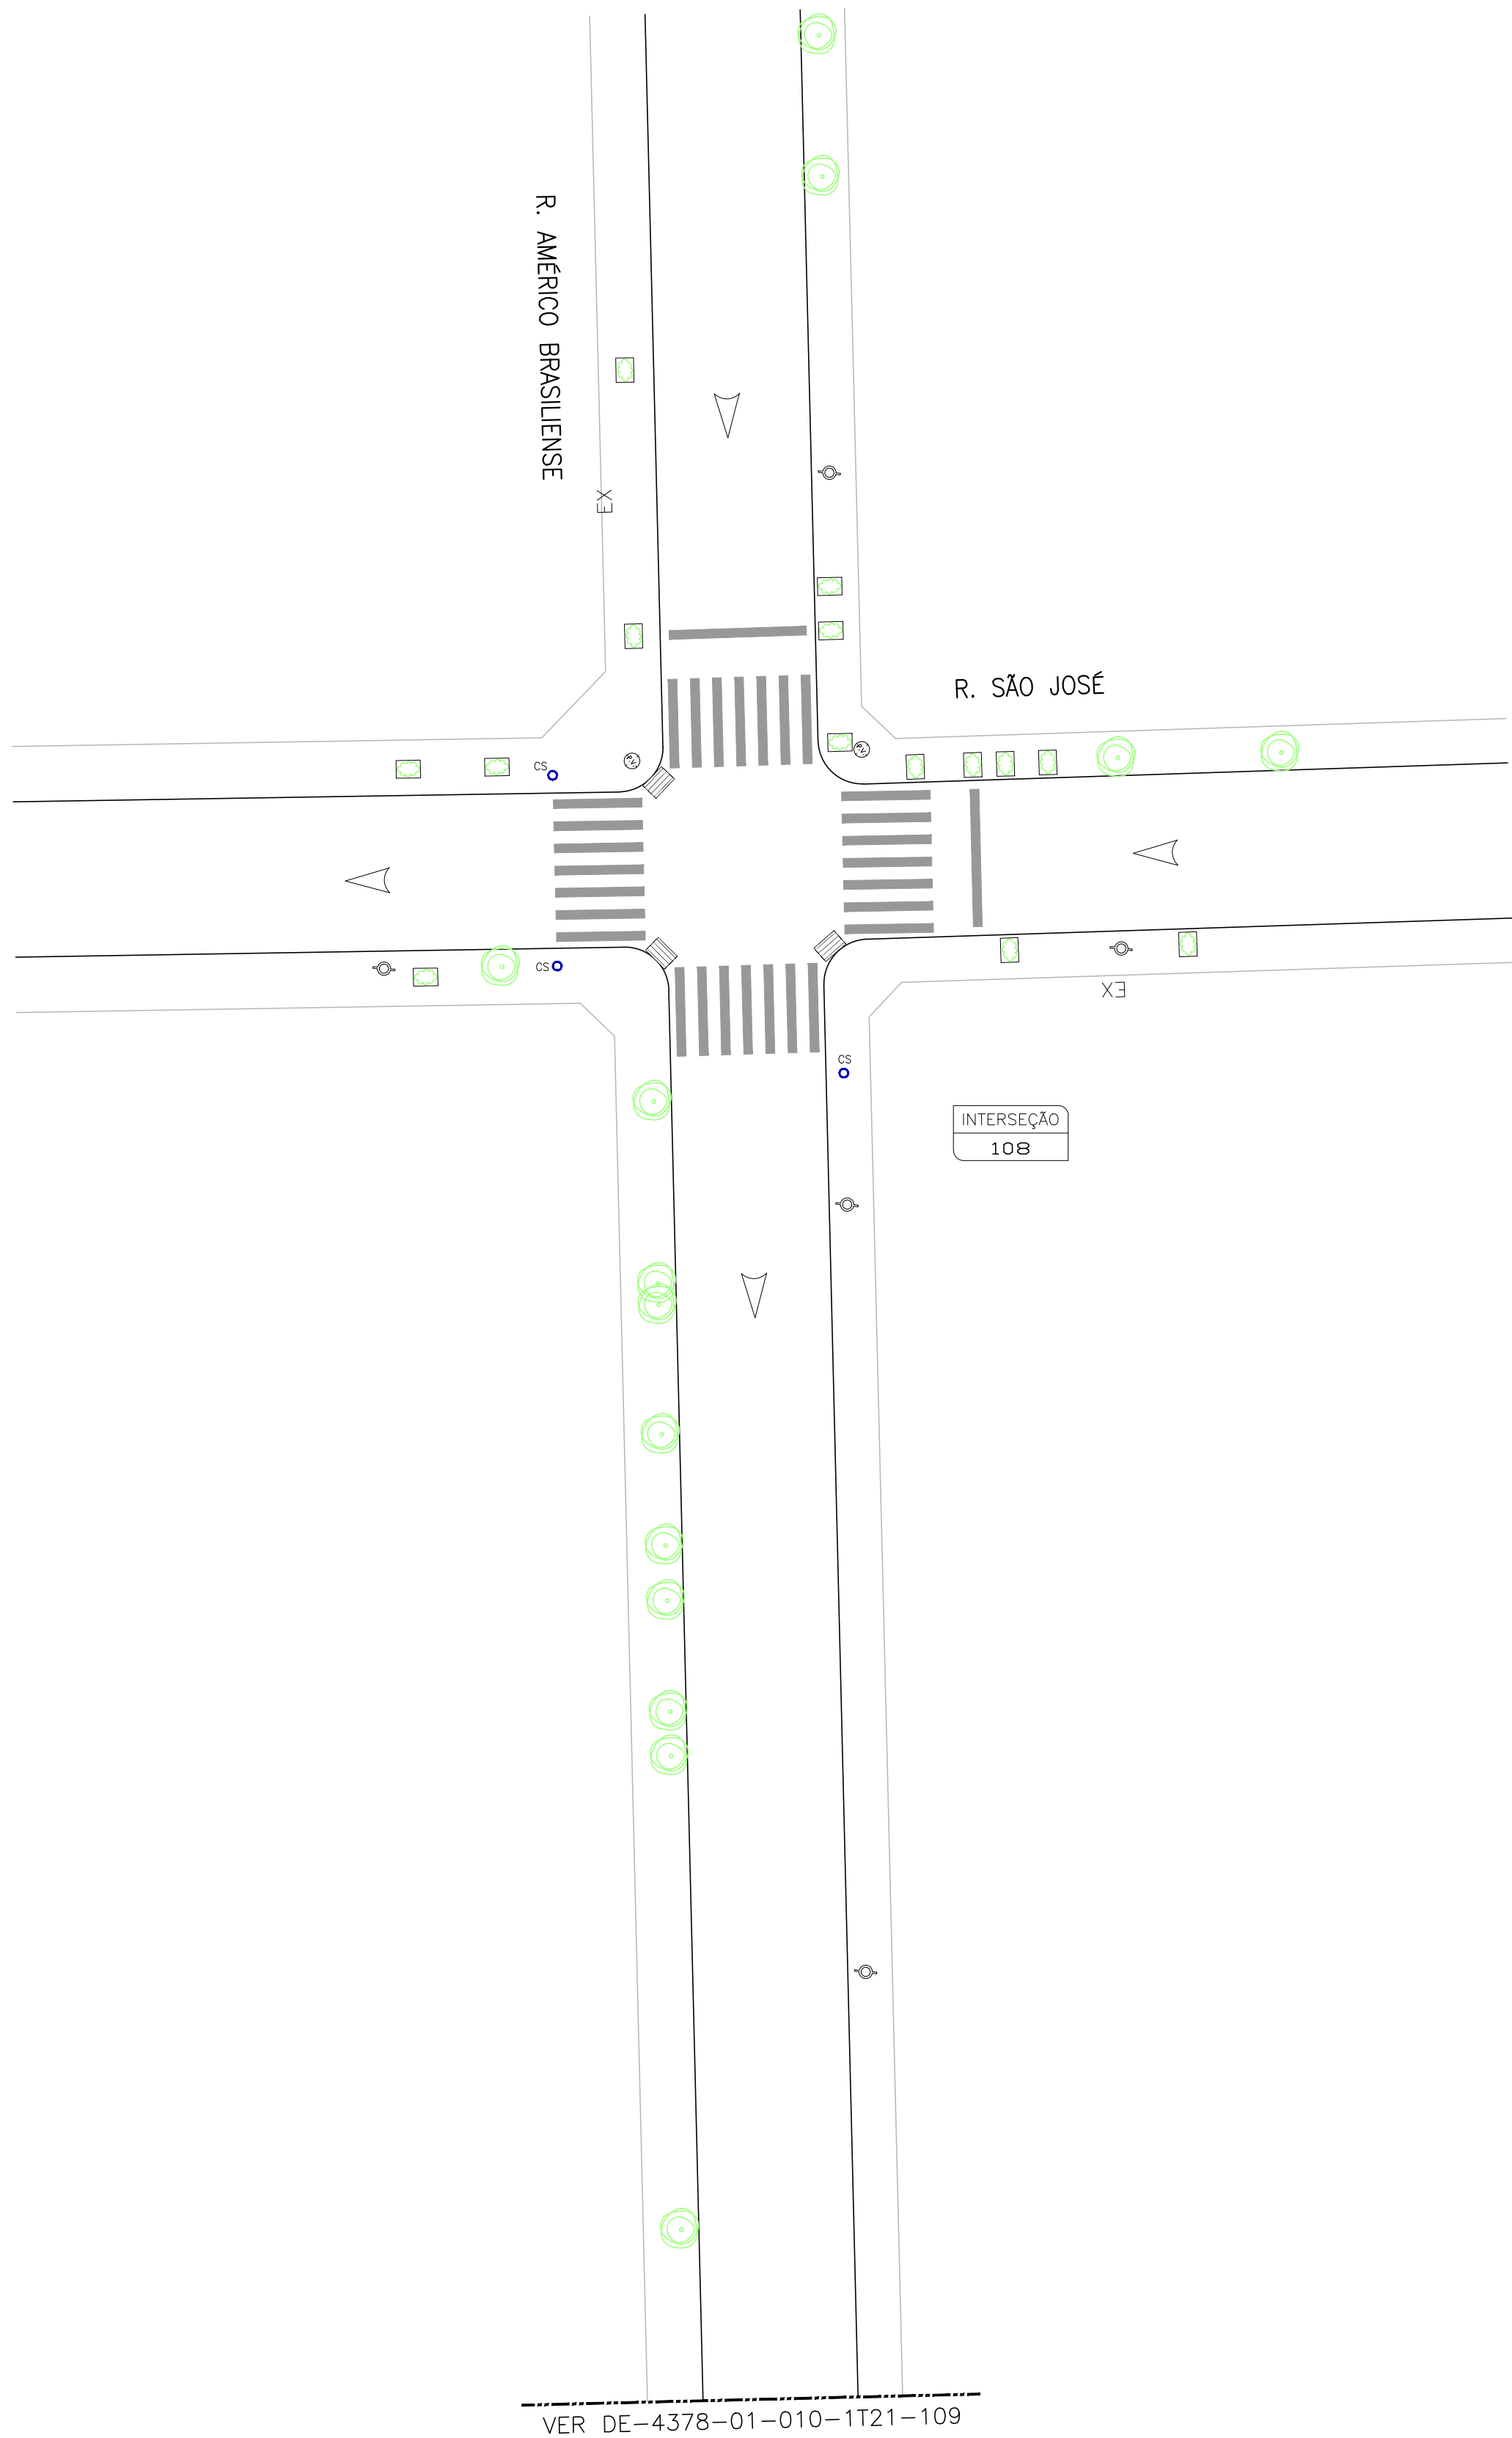 R. AMÉRICO BRASILIENSE
EX
R. SÃO JOSÉ
CS
P.V.
P.V.
CS
EX
CS
INTERSEÇÃO
108
VER DE-4378-01-010-1T21-109